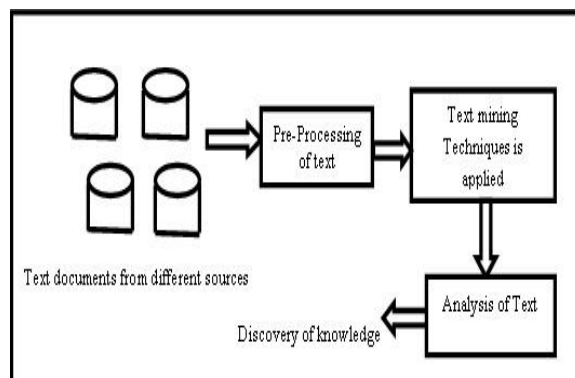 Pre-Processing
of text
Text mining
Techniques is
applied
Text documents from different sources
Analysis of Text
Discovery of knowledge